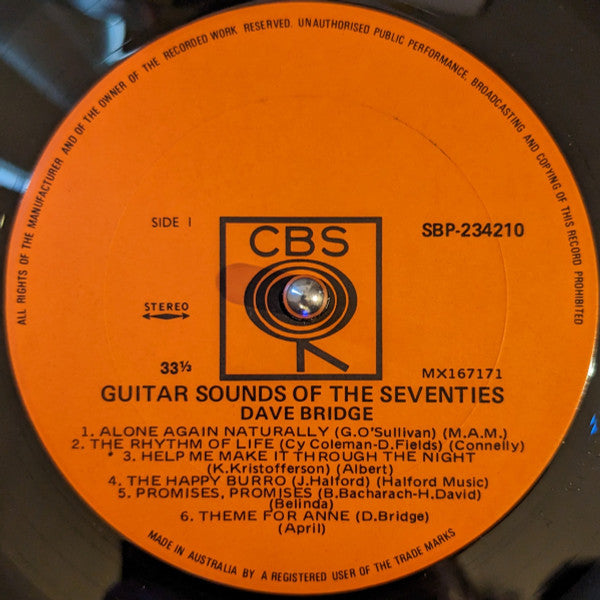 ALL RIGHTS OF THE MANUFACTURER AND OF THE OWNER OF THE RECORDED WORK RESERVED. UNAUTHORISED PUBLIC PERFORMANCE, BROADCASTING AND COPYING OF THIS RECORD PROHIBITED
SIDE I
CBS
SBP-234210
STEREO
33⅓
MX167171
GUITAR SOUNDS OF THE SEVENTIES
DAVE BRIDGE
1. ALONE AGAIN NATURALLY (G.O'Sullivan) (M.A.M.)
2. THE RHYTHM OF LIFE (Cy Coleman-D.Fields) (Connelly)
* 3. HELP ME MAKE IT THROUGH THE NIGHT
(K.Kristofferson) (Albert)
4. THE HAPPY BURRO (J.Halford) (Halford Music)
5. PROMISES, PROMISES (B.Bacharach-H.David)
(Belinda)
6. THEME FOR ANNE (D.Bridge)
(April)
MADE IN AUSTRALIA BY A REGISTERED USER OF THE TRADE MARKS